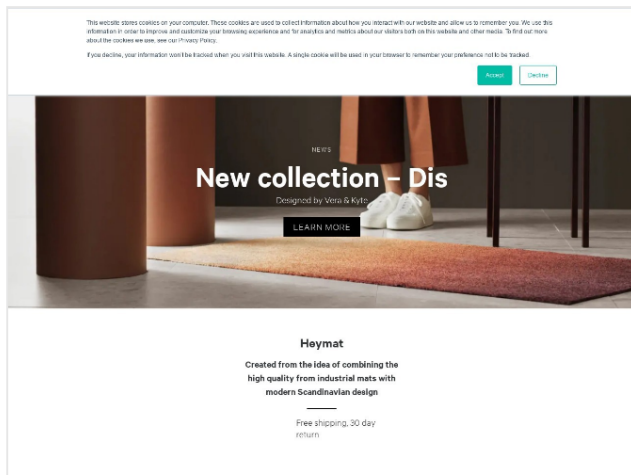 This website stores cookies on your computer. These cookies are used to collect information about how you interact with our website and allow us to remember you. We use this
information in order to improve and customize your browsing experience and for analytics and metrics about our visitors both on this website and other media. To find out more
about the cookies we use, see our Privacy Policy.
If you decline, your information won't be tracked when you visit this website. A single cookie will be used in your browser to remember your preference not to be tracked.
Accept Decline
NEWS
New collection – Dis
Designed by Vera & Kyte
LEARN MORE
Heymat
Created from the idea of combining the
high quality from industrial mats with
modern Scandinavian design
Free shipping, 30 day
return